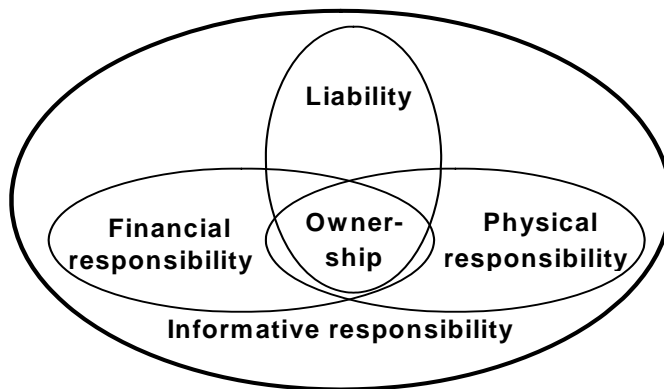 Liability
Financial
responsibility
Owner-
ship
Physical
responsibility
Informative responsibility